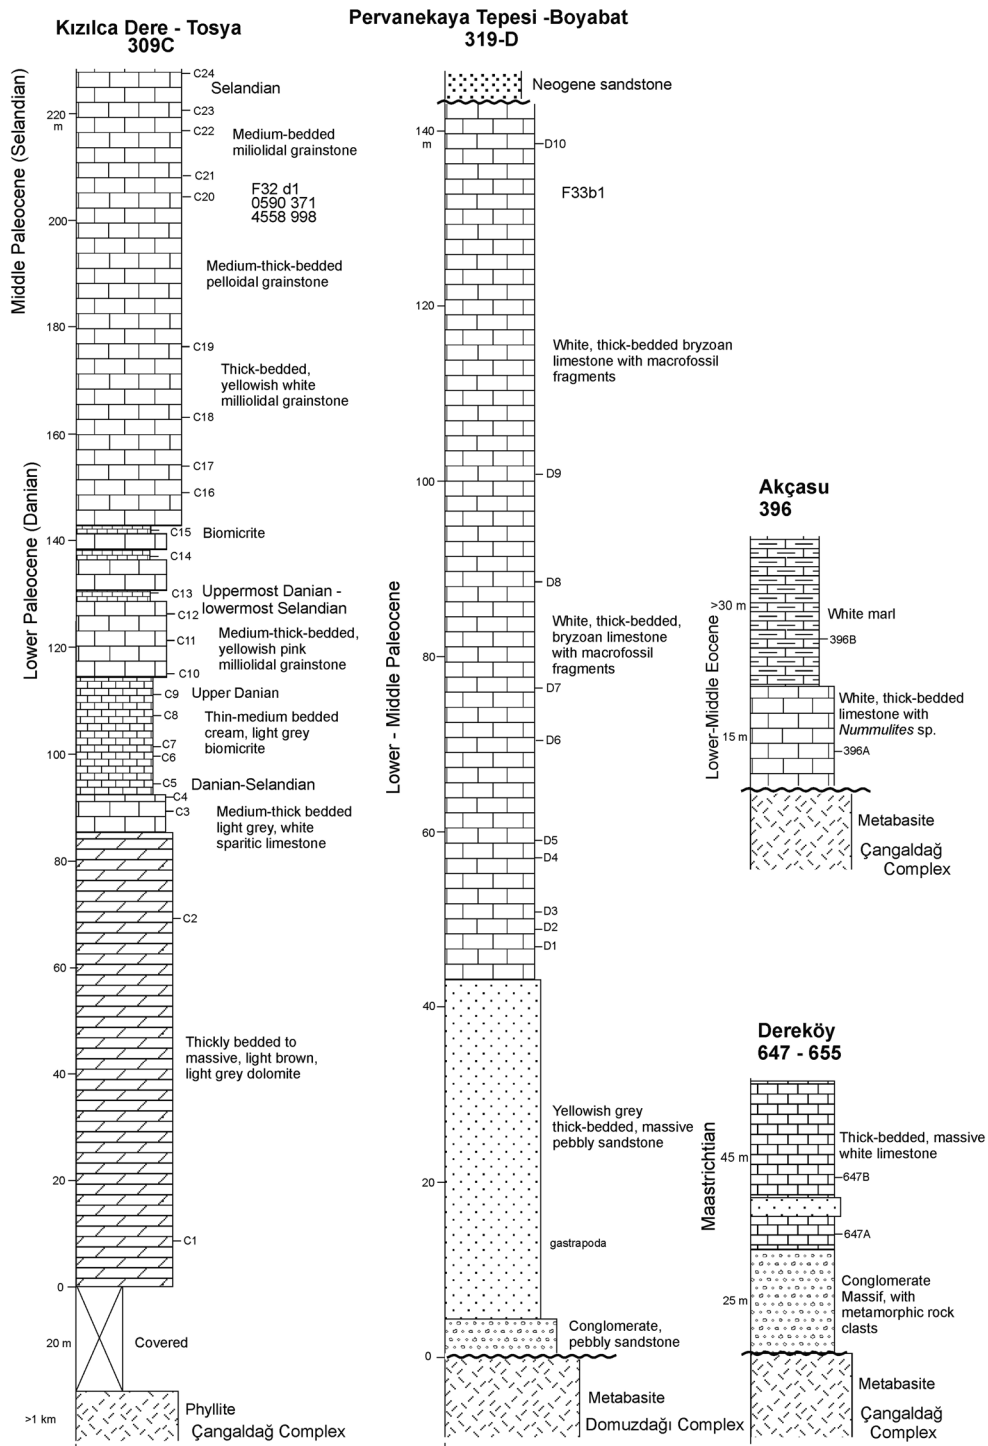 Kızılca Dere - Tosya
309C
Middle Paleocene (Selandian)
Lower Paleocene (Danian)
220
m
200
180
160
140
120
100
80
60
40
20
0
20 m
>1 km
C24
C23
C22
C21
C20
C19
C18
C17
C16
C15
C14
C13
C12
C11
C10
C9
C8
C7
C6
C5
C4
C3
C2
C1
Selandian
Medium-bedded
miliolidal grainstone
F32 d1
0590 371
4558 998
Medium-thick-bedded
pelloidal grainstone
Thick-bedded,
yellowish white
milliolidal grainstone
Biomicrite
Uppermost Danian -
lowermost Selandian
Medium-thick-bedded,
yellowish pink
milliolidal grainstone
Upper Danian
Thin-medium bedded
cream, light grey
biomicrite
Danian-Selandian
Medium-thick bedded
light grey, white
sparitic limestone
Thickly bedded to
massive, light brown,
light grey dolomite
Covered
Phyllite
Çangaldağ Complex
Pervanekaya Tepesi -Boyabat
319-D
Lower - Middle Paleocene
140
m
120
100
80
60
40
20
0
D10
D9
D8
D7
D6
D5
D4
D3
D2
D1
Neogene sandstone
F33b1
White, thick-bedded bryzoan
limestone with macrofossil
fragments
White, thick-bedded,
bryzoan limestone
with macrofossil
fragments
Yellowish grey
thick-bedded, massive
pebbly sandstone
gastrapoda
Conglomerate,
pebbly sandstone
Metabasite
Domuzdağı Complex
Akçasu
396
Lower-Middle Eocene
>30 m
15 m
White marl
396B
White, thick-bedded
limestone with
Nummulites sp.
396A
Metabasite
Çangaldağ
Complex
Dereköy
647 - 655
Maastrichtian
45 m
25 m
Thick-bedded, massive
white limestone
647B
647A
Conglomerate
Massif, with
metamorphic rock
clasts
Metabasite
Çangaldağ
Complex